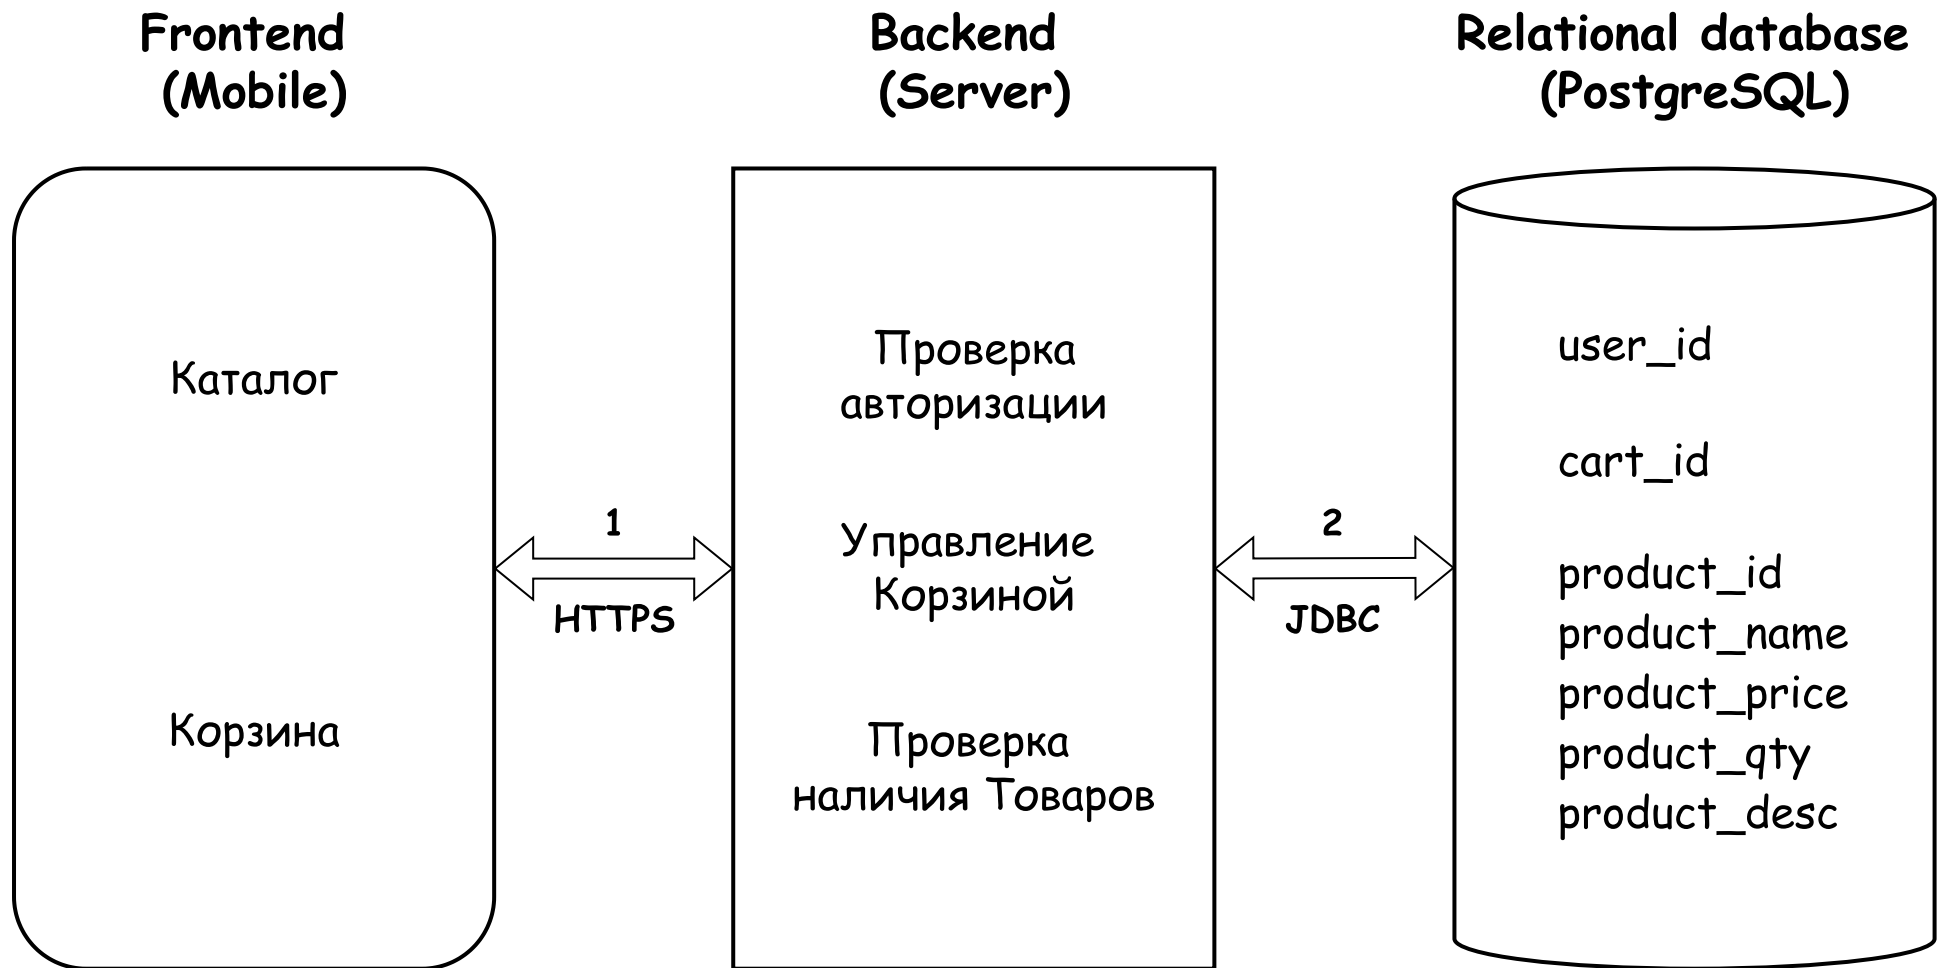 Frontend
(Mobile)
Backend
(Server)
Relational database
(PostgreSQL)
Каталог
Корзина
1
HTTPS
Проверка
авторизации
Управление
Корзиной
Проверка
наличия Товаров
2
JDBC
user_id
cart_id
product_id
product_name
product_price
product_qty
product_desc